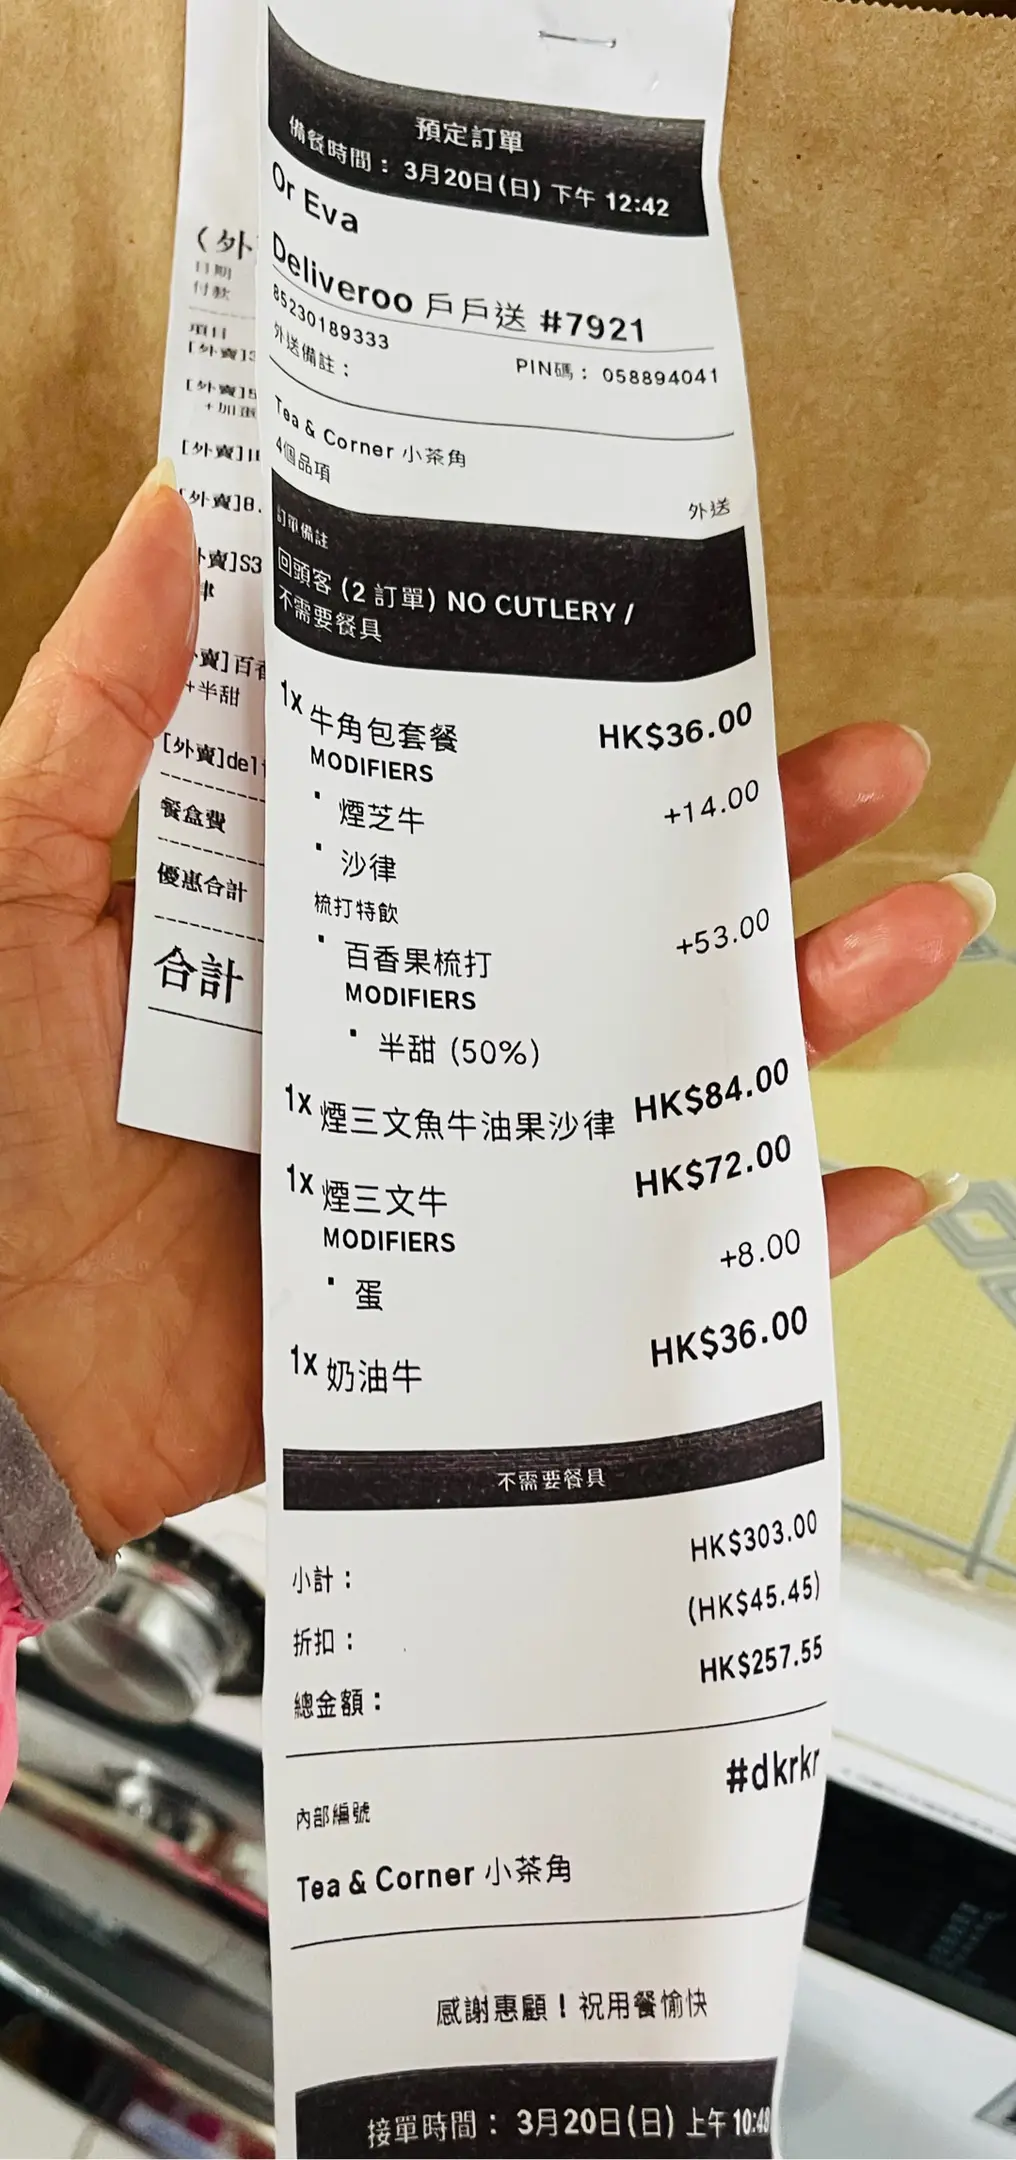 預定訂單
備餐時間： 3月20日(日) 下午 12:42
Or Eva
Deliveroo 戶戶送 #7921
85230189333
PIN碼： 058894041
外送備註：
Tea & Corner 小茶角
4個品項
外送
訂單備註
回頭客 (2 訂單) NO CUTLERY /
不需要餐具
1x 牛角包套餐 HK$36.00
MODIFIERS
▪ 煙芝牛 +14.00
▪ 沙律
梳打特飲
▪ 百香果梳打 +53.00
MODIFIERS
▪ 半甜 (50%)
1x 煙三文魚牛油果沙律 HK$84.00
1x 煙三文牛 HK$72.00
MODIFIERS
▪ 蛋 +8.00
1x 奶油牛 HK$36.00
不需要餐具
小計： HK$303.00
折扣： (HK$45.45)
總金額： HK$257.55
#dkrkr
內部編號
Tea & Corner 小茶角
感謝惠顧！祝用餐愉快
接單時間： 3月20日(日) 上午 10:48
(外
日期
付款
項目
[外賣]3
[外賣]5
+加蛋
[外賣]
外賣]8.
賣]S3
律
賣]百香
+半甜
[外賣]del
餐盒費
優惠合計
合計